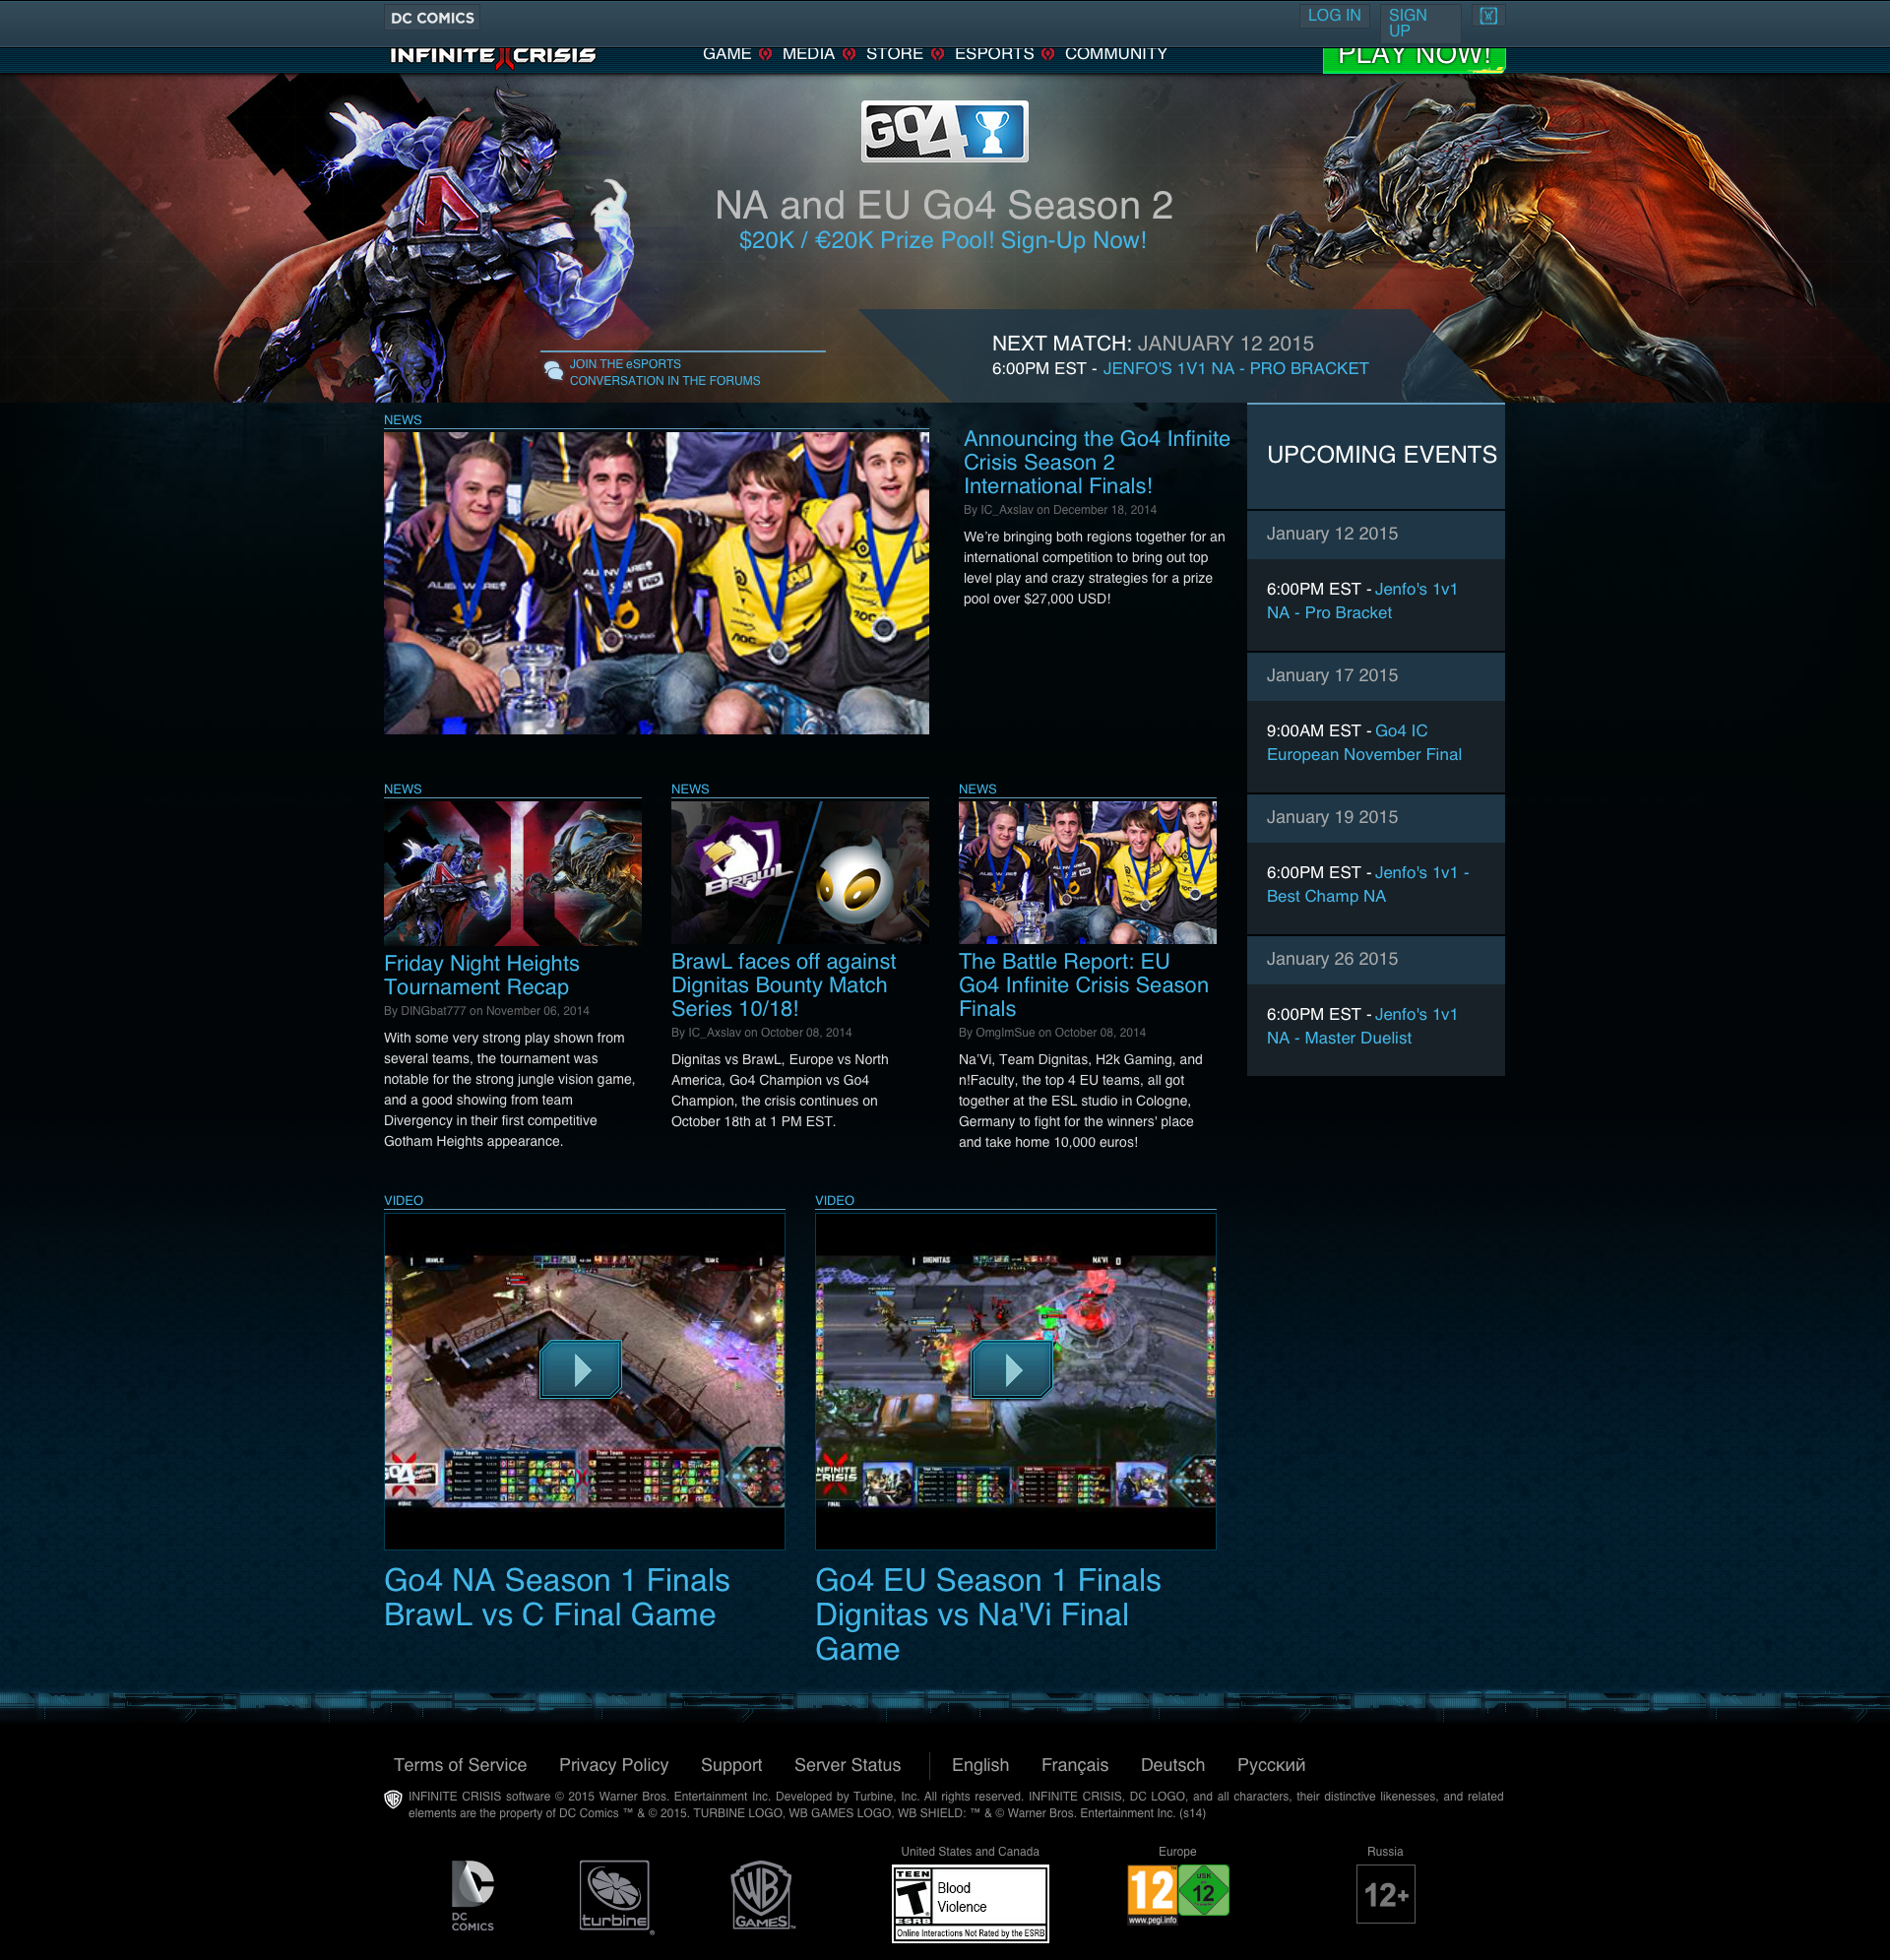 DC COMICS
LOG IN
SIGN
UP
INFINITE CRISIS
GAME MEDIA STORE ESPORTS COMMUNITY
PLAY NOW!
GO4
NA and EU Go4 Season 2
$20K / €20K Prize Pool! Sign-Up Now!
NEXT MATCH: JANUARY 12 2015
6:00PM EST - JENFO'S 1V1 NA - PRO BRACKET
JOIN THE eSPORTS
CONVERSATION IN THE FORUMS
NEWS
ALIENWARE
Announcing the Go4 Infinite
Crisis Season 2
International Finals!
By IC_Axslav on December 18, 2014
We're bringing both regions together for an
international competition to bring out top
level play and crazy strategies for a prize
pool over $27,000 USD!
UPCOMING EVENTS
January 12 2015
6:00PM EST - Jenfo's 1v1
NA - Pro Bracket
January 17 2015
9:00AM EST - Go4 IC
European November Final
January 19 2015
6:00PM EST - Jenfo's 1v1 -
Best Champ NA
January 26 2015
6:00PM EST - Jenfo's 1v1
NA - Master Duelist
NEWS
Friday Night Heights
Tournament Recap
By DINGbat777 on November 06, 2014
With some very strong play shown from
several teams, the tournament was
notable for the strong jungle vision game,
and a good showing from team
Divergency in their first competitive
Gotham Heights appearance.
NEWS
BRAWL
BrawL faces off against
Dignitas Bounty Match
Series 10/18!
By IC_Axslav on October 08, 2014
Dignitas vs BrawL, Europe vs North
America, Go4 Champion vs Go4
Champion, the crisis continues on
October 18th at 1 PM EST.
NEWS
The Battle Report: EU
Go4 Infinite Crisis Season
Finals
By OmgImSue on October 08, 2014
Na'Vi, Team Dignitas, H2k Gaming, and
n!Faculty, the top 4 EU teams, all got
together at the ESL studio in Cologne,
Germany to fight for the winners' place
and take home 10,000 euros!
VIDEO
Go4 NA Season 1 Finals
BrawL vs C Final Game
VIDEO
DIGNITAS
NA'VI
INFINITE
CRISIS
Go4 EU Season 1 Finals
Dignitas vs Na'Vi Final
Game
Terms of Service Privacy Policy Support Server Status English Français Deutsch Русский
INFINITE CRISIS software © 2015 Warner Bros. Entertainment Inc. Developed by Turbine, Inc. All rights reserved. INFINITE CRISIS, DC LOGO, and all characters, their distinctive likenesses, and related
elements are the property of DC Comics ™ & © 2015. TURBINE LOGO, WB GAMES LOGO, WB SHIELD: ™ & © Warner Bros. Entertainment Inc. (s14)
DC
COMICS
turbine
WB
GAMES
United States and Canada
TEEN
T
ESRB
Blood
Violence
Online Interactions Not Rated by the ESRB
Europe
12
www.pegi.info
USK
12
Russia
12+